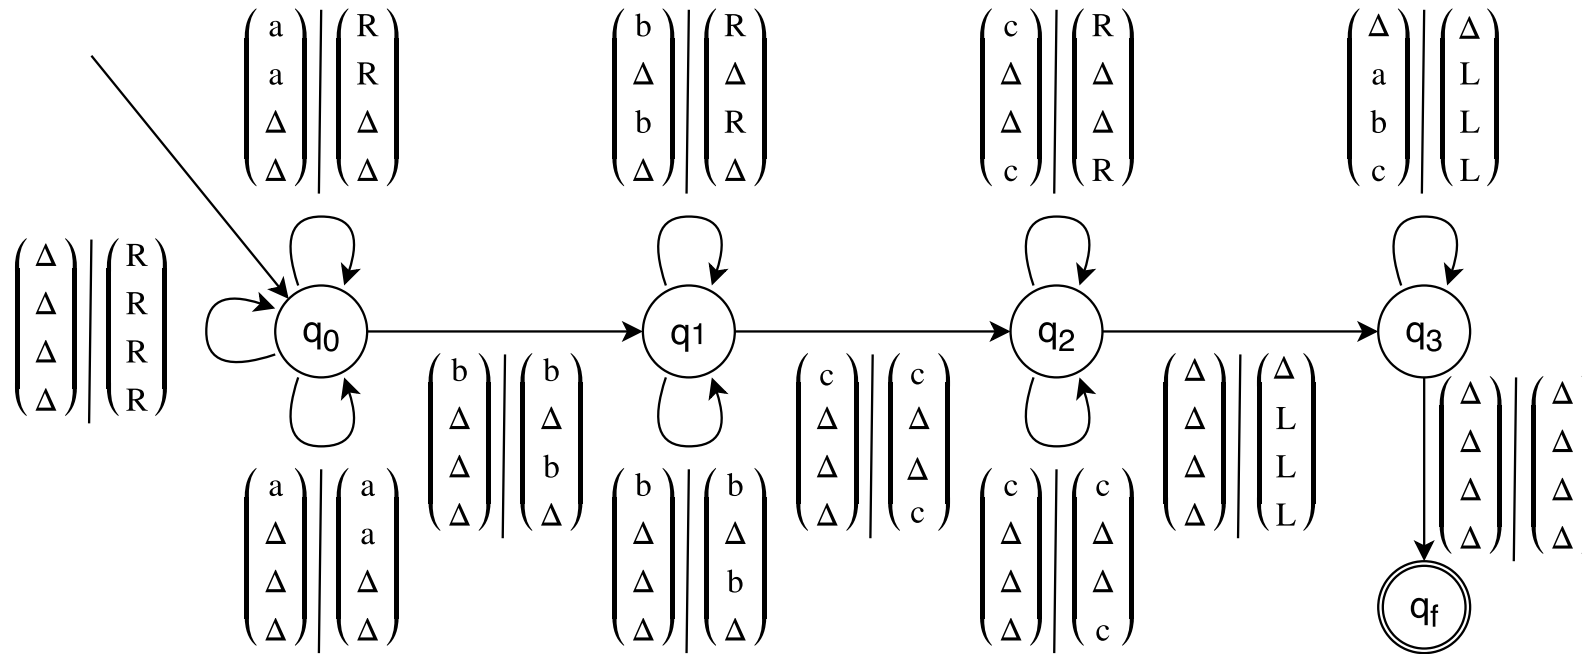 a | R
a | R
Δ | Δ
Δ | Δ
b | R
Δ | Δ
b | R
Δ | Δ
c | R
Δ | Δ
Δ | Δ
c | R
Δ | Δ
a | L
b | L
c | L
Δ | R
Δ | R
Δ | R
Δ | R
q0
q1
q2
q3
b | b
Δ | Δ
Δ | b
Δ | Δ
c | c
Δ | Δ
Δ | Δ
Δ | c
Δ | Δ
Δ | L
Δ | L
Δ | L
Δ | Δ
Δ | Δ
Δ | Δ
Δ | Δ
a | a
Δ | a
Δ | Δ
Δ | Δ
b | b
Δ | Δ
Δ | b
Δ | Δ
c | c
Δ | Δ
Δ | Δ
Δ | c
qf